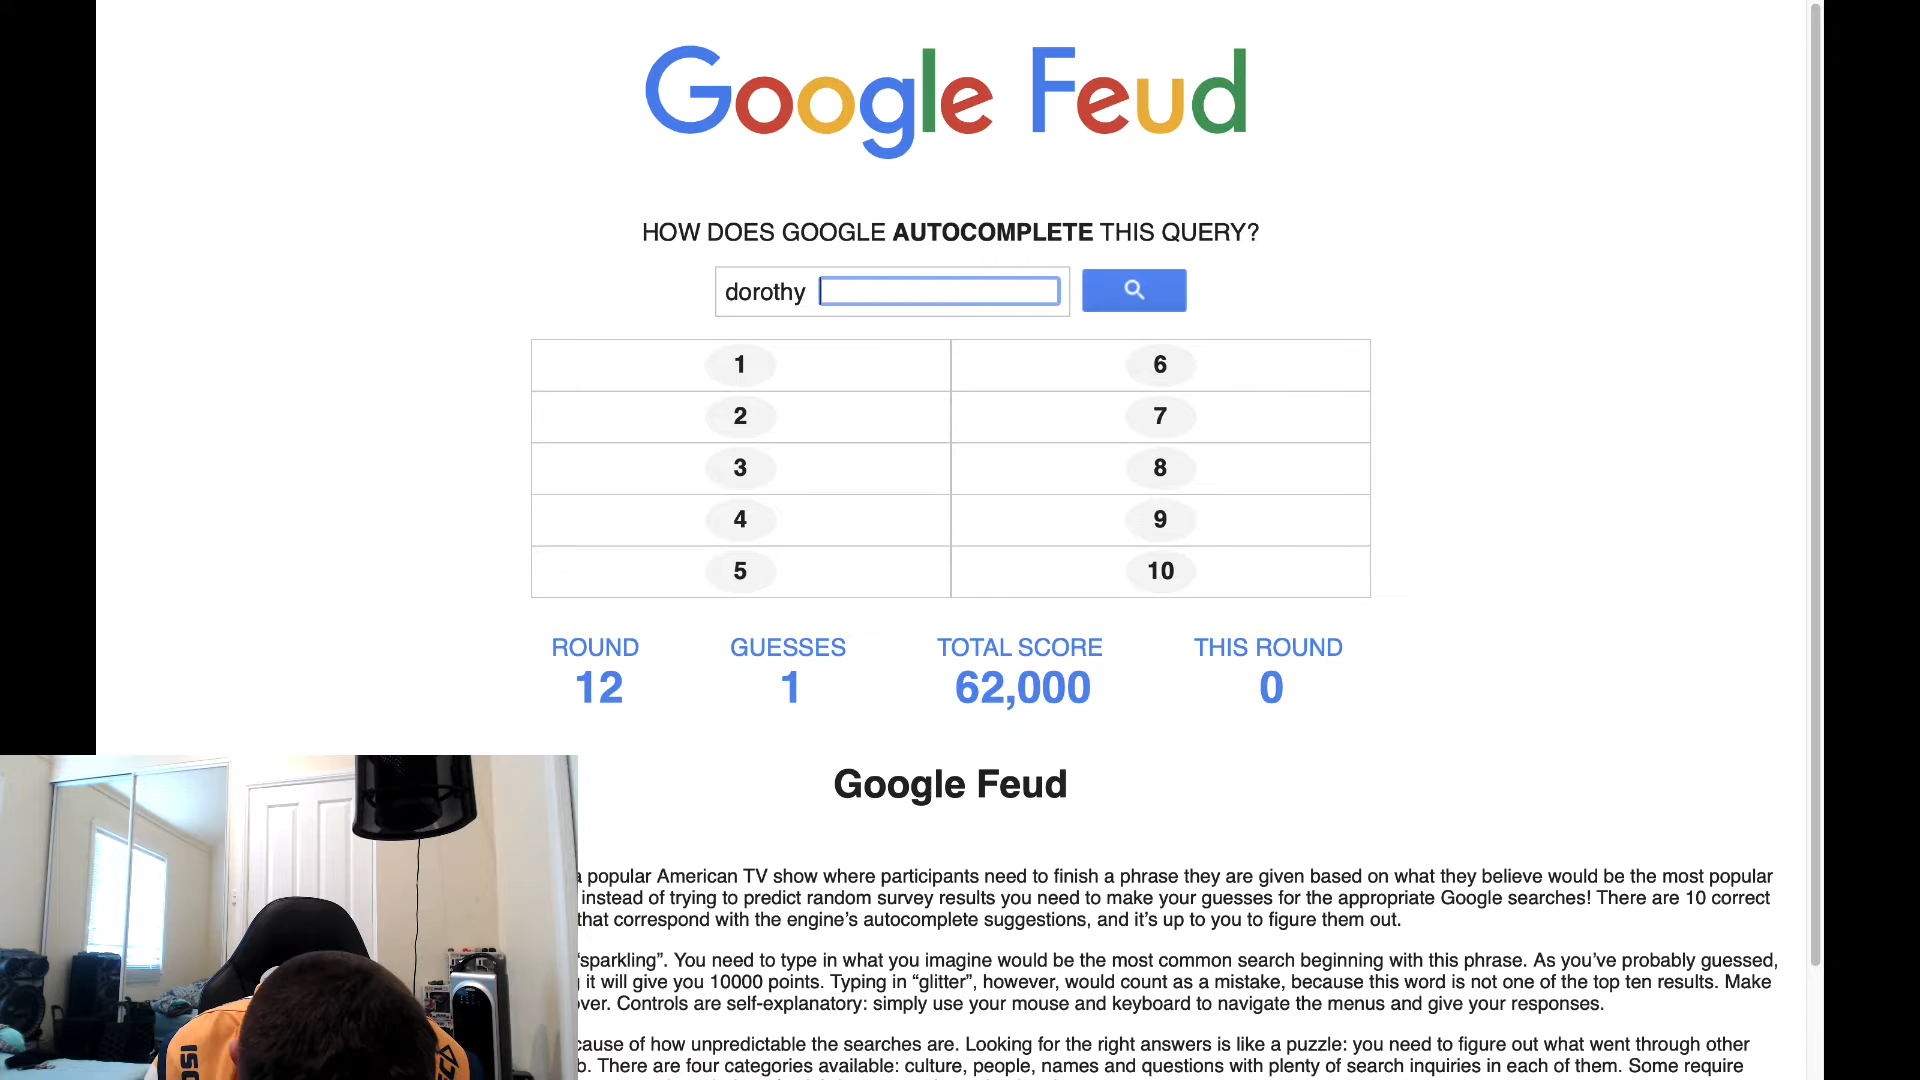 Google Feud
HOW DOES GOOGLE AUTOCOMPLETE THIS QUERY?
dorothy
1 6
2 7
3 8
4 9
5 10
ROUND GUESSES TOTAL SCORE THIS ROUND
12 1 62,000 0
Google Feud
a popular American TV show where participants need to finish a phrase they are given based on what they believe would be the most popular
instead of trying to predict random survey results you need to make your guesses for the appropriate Google searches! There are 10 correct
that correspond with the engine's autocomplete suggestions, and it's up to you to figure them out.
"sparkling". You need to type in what you imagine would be the most common search beginning with this phrase. As you've probably guessed,
it will give you 10000 points. Typing in "glitter", however, would count as a mistake, because this word is not one of the top ten results. Make
over. Controls are self-explanatory: simply use your mouse and keyboard to navigate the menus and give your responses.
cause of how unpredictable the searches are. Looking for the right answers is like a puzzle: you need to figure out what went through other
b. There are four categories available: culture, people, names and questions with plenty of search inquiries in each of them. Some require